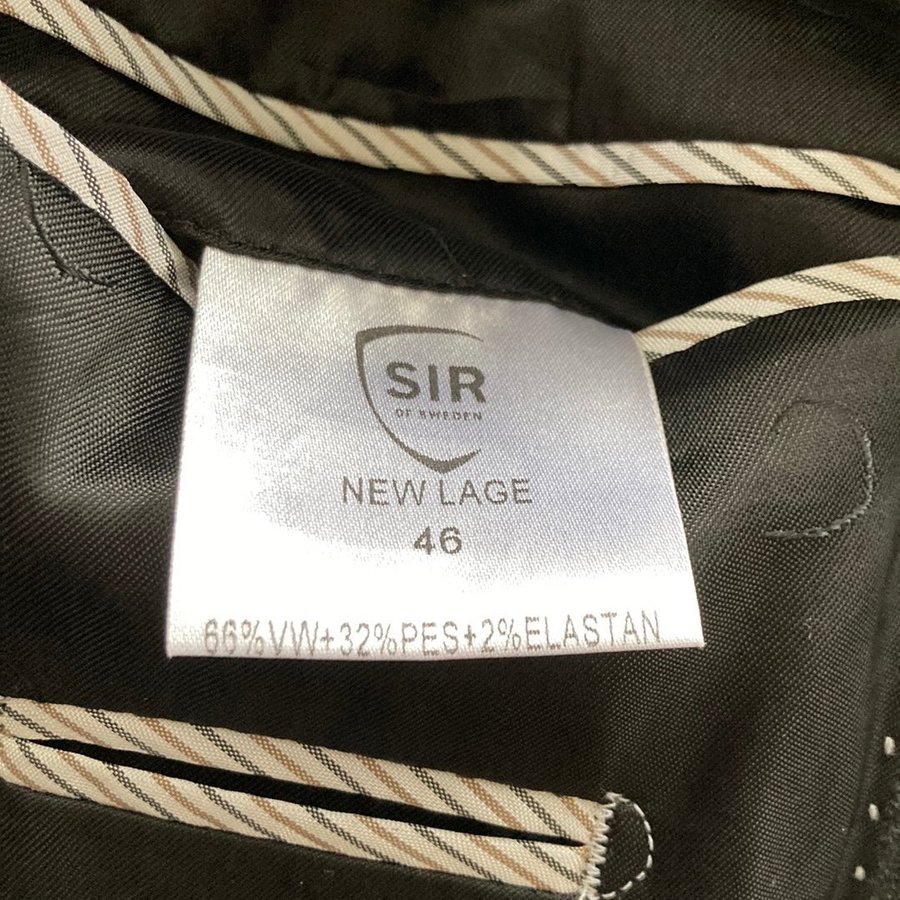 SIR
OF SWEDEN
NEW LAGE
46
66%VW+32%PES+2%ELASTAN